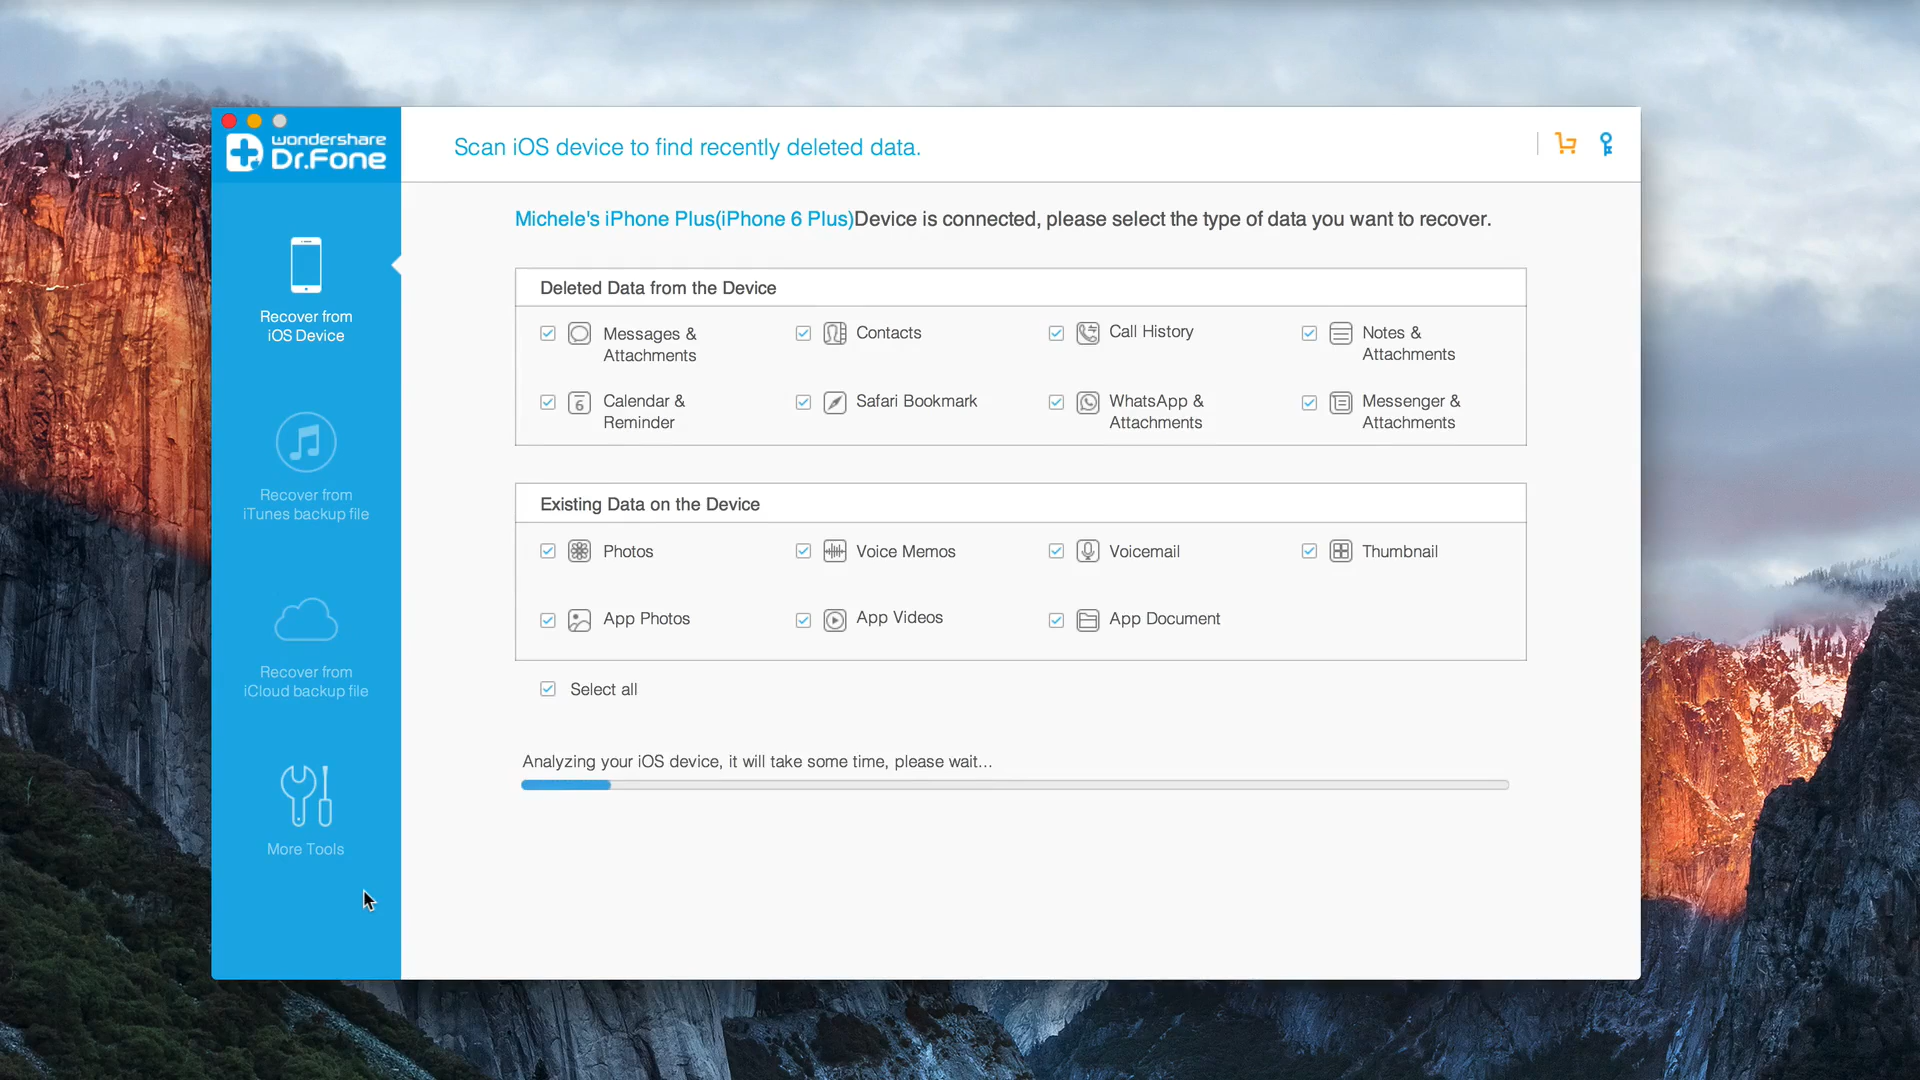 wondershare
Dr.Fone
Scan iOS device to find recently deleted data.
Michele's iPhone Plus(iPhone 6 Plus)Device is connected, please select the type of data you want to recover.
Recover from
iOS Device
Recover from
iTunes backup file
Recover from
iCloud backup file
More Tools
Deleted Data from the Device
Messages &
Attachments
Contacts
Call History
Notes &
Attachments
6
Calendar &
Reminder
Safari Bookmark
WhatsApp &
Attachments
Messenger &
Attachments
Existing Data on the Device
Photos
Voice Memos
Voicemail
Thumbnail
App Photos
App Videos
App Document
Select all
Analyzing your iOS device, it will take some time, please wait...